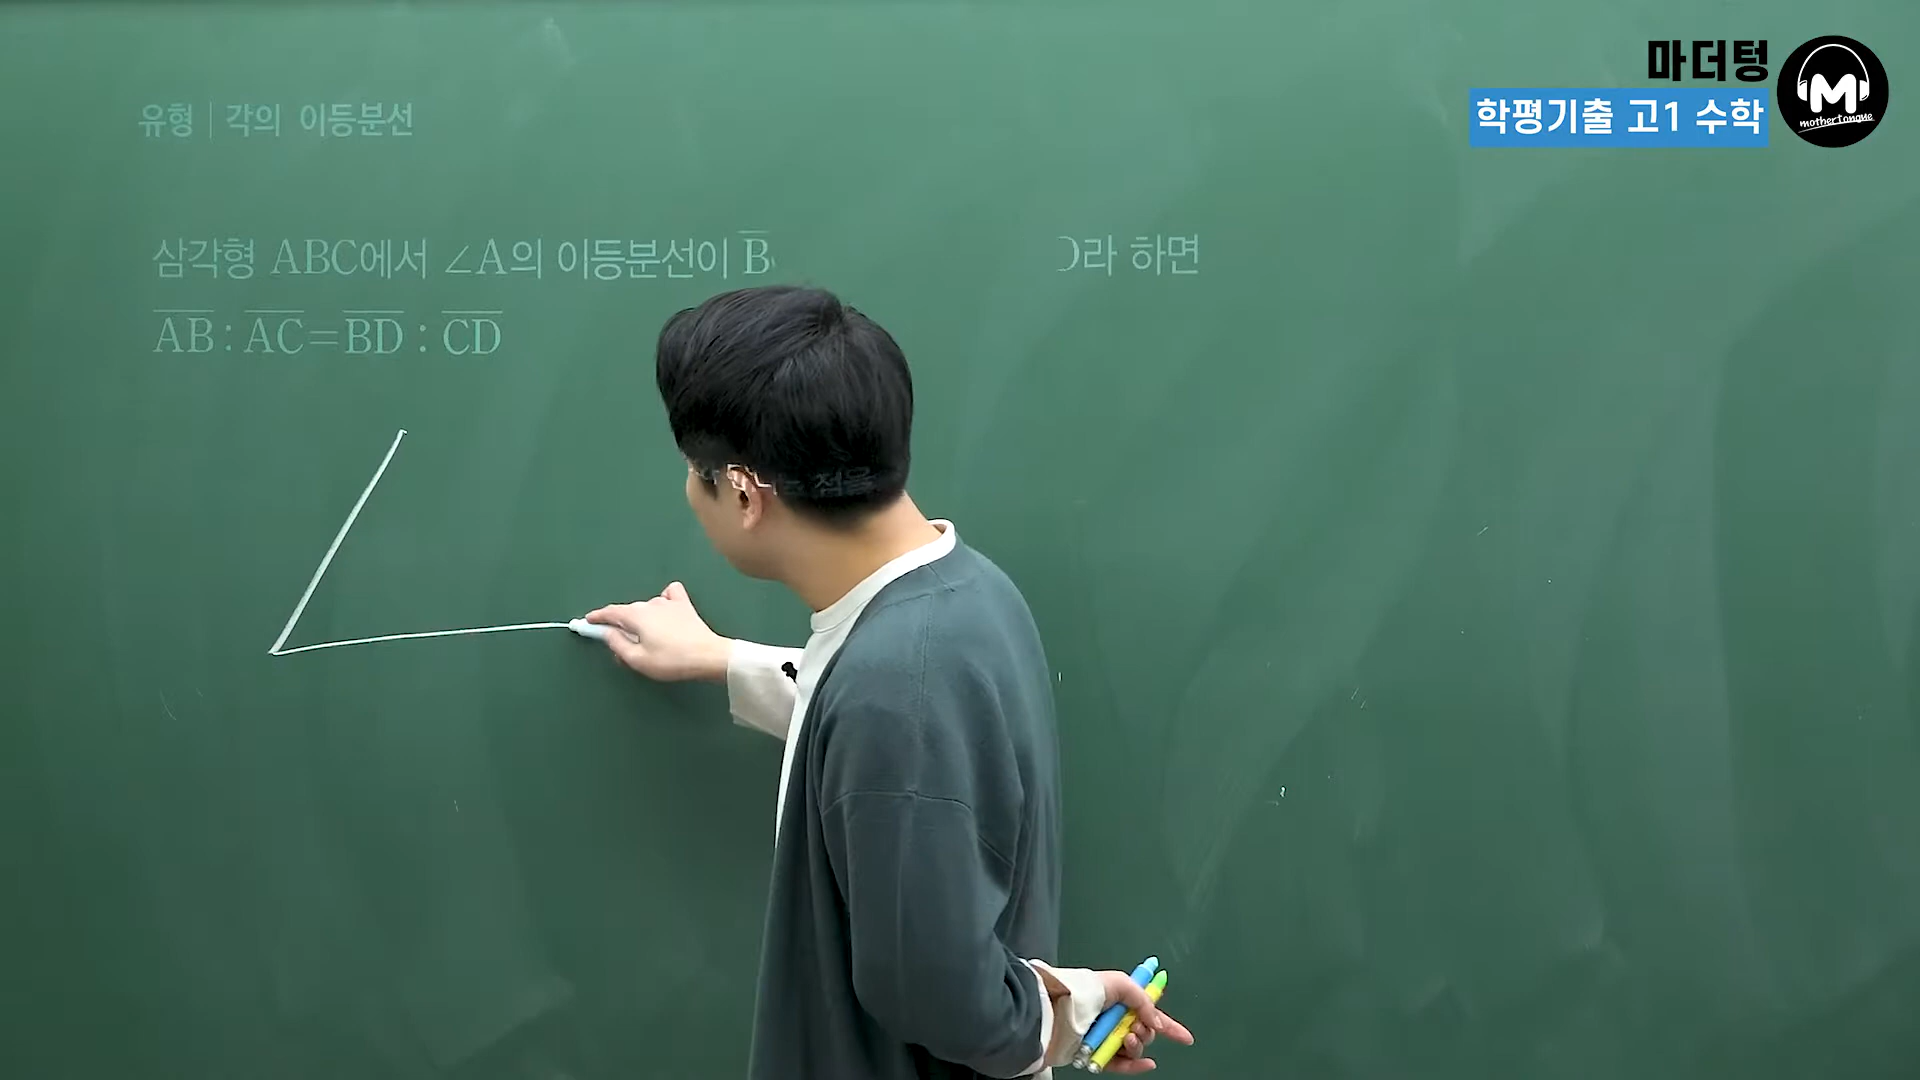 마더텅
학평기출 고1 수학
M
mothertongue
유형 | 각의 이등분선
삼각형 ABC에서 ∠A의 이등분선이 B
점을
라 하면
AB : AC = BD : CD